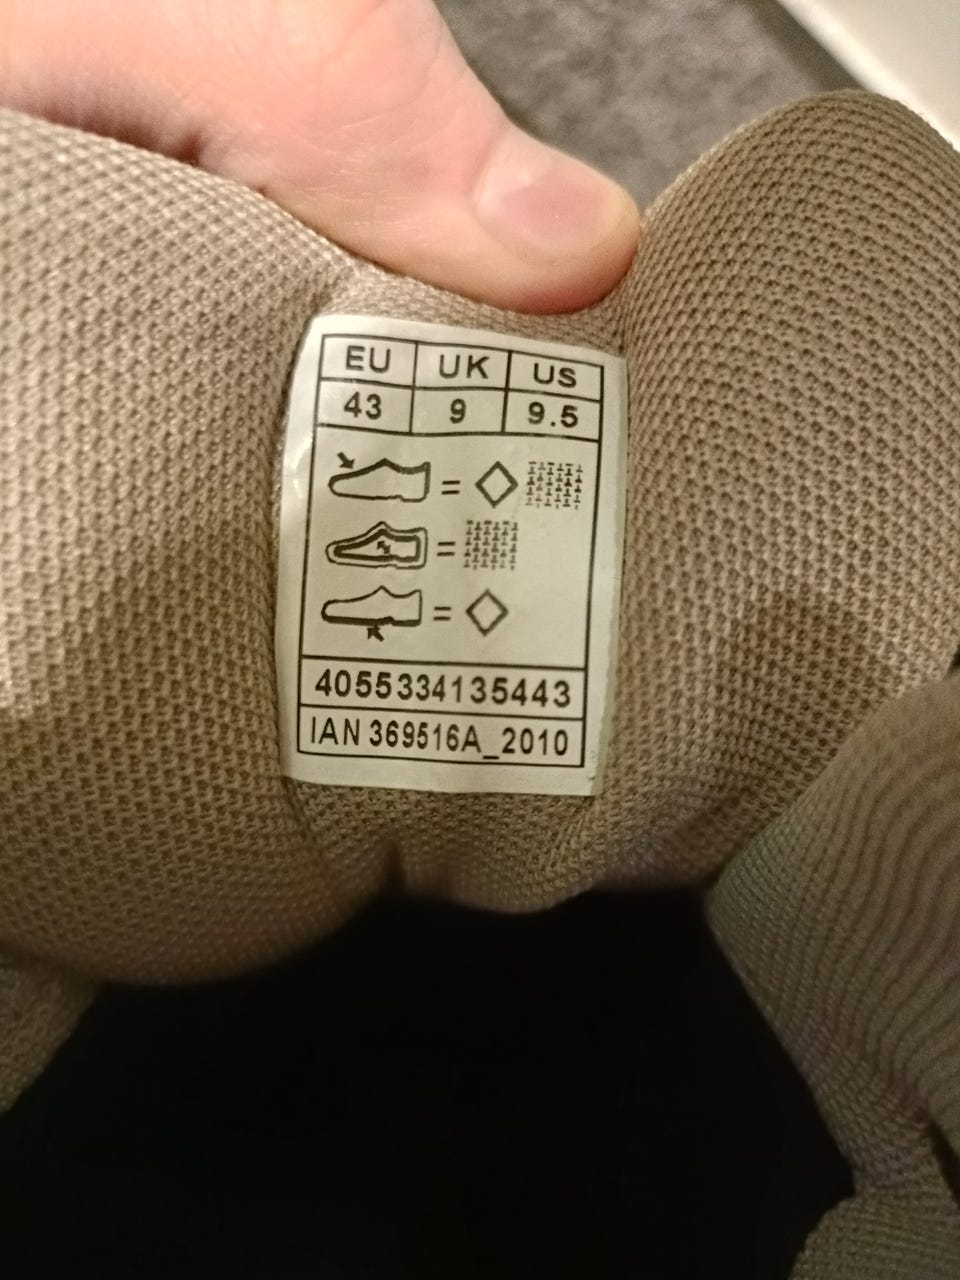 EU UK US
43 9 9.5
=
=
=
4055334135443
IAN 369516A_2010